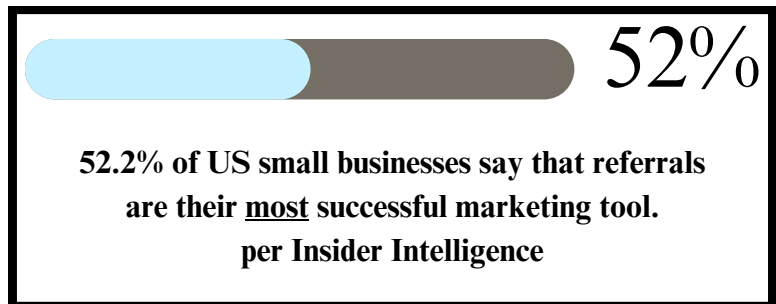 52%
52.2% of US small businesses say that referrals
are their most successful marketing tool.
per Insider Intelligence